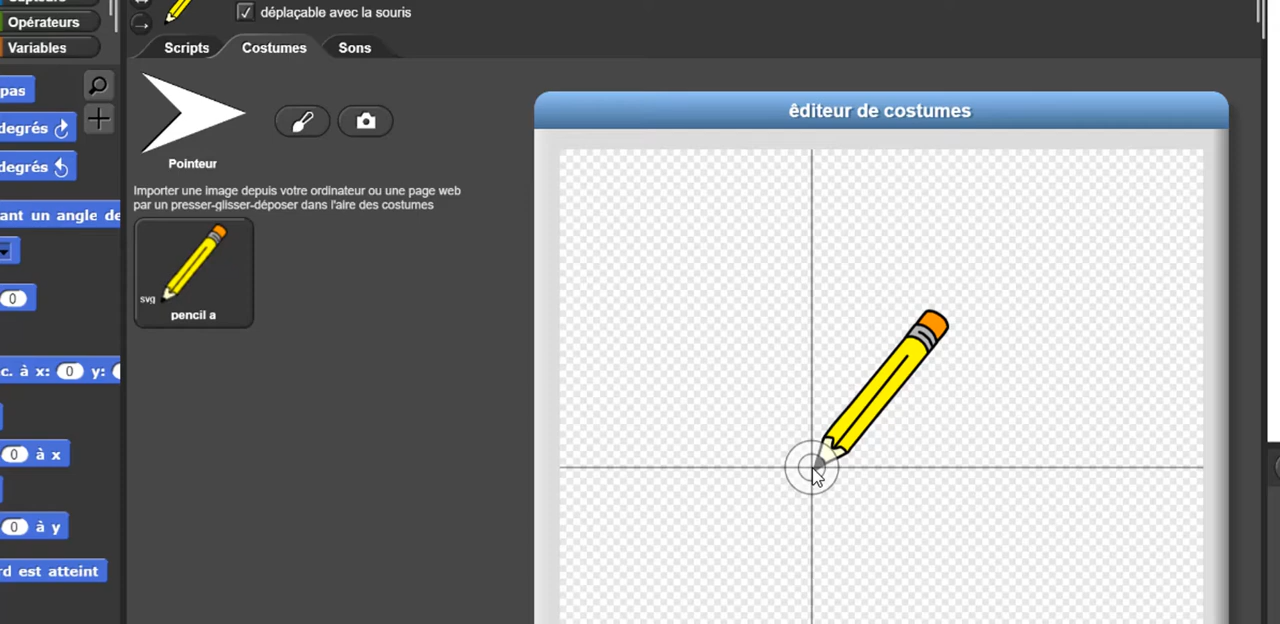 Opérateurs
Variables
déplaçable avec la souris
Scripts
Costumes
Sons
pas
degrés
degrés
ant un angle de
0
c. à x: 0 y:
0 à x
0 à y
rd est atteint
Pointeur
Importer une image depuis votre ordinateur ou une page web
par un presser-glisser-déposer dans l'aire des costumes
svg
pencil a
éditeur de costumes